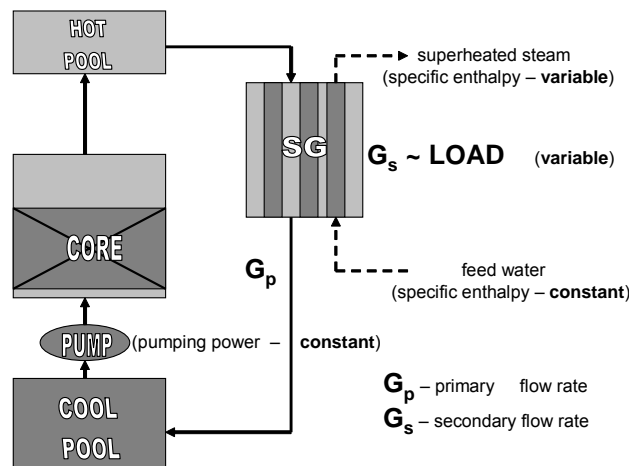 HOT
POOL
superheated steam
(specific enthalpy – variable)
SG
Gs ~ LOAD (variable)
CORE
Gp
feed water
(specific enthalpy – constant)
PUMP (pumping power – constant)
COOL
POOL
Gp – primary flow rate
Gs – secondary flow rate